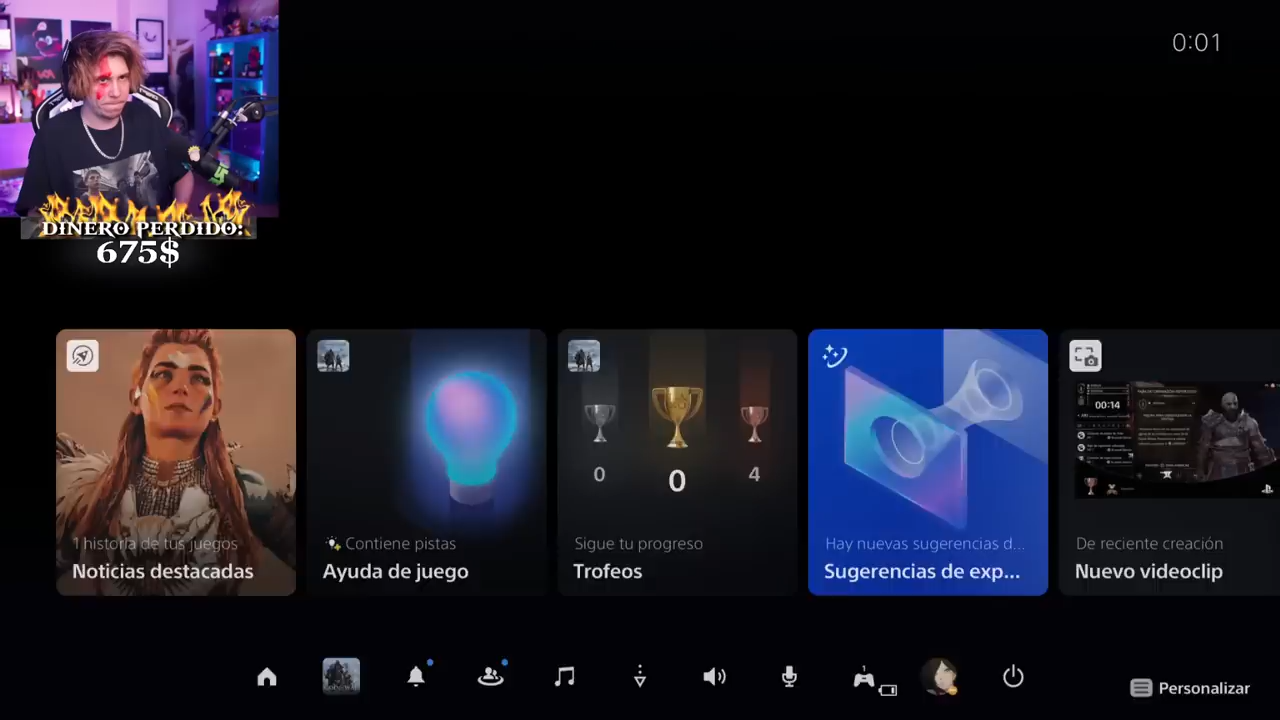 0:01
DINERO PERDIDO:
675$
1 historia de tus juegos
Noticias destacadas
Contiene pistas
Ayuda de juego
0
0
4
Sigue tu progreso
Trofeos
Hay nuevas sugerencias d...
Sugerencias de exp...
00:14
De reciente creación
Nuevo videoclip
1
Personalizar